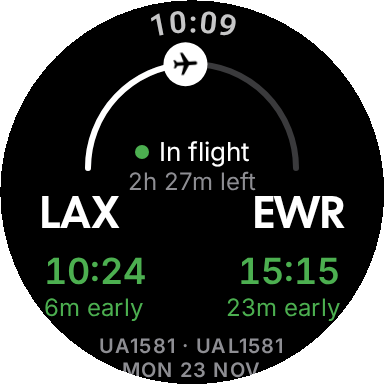 10:09
In flight
2h 27m left
LAX EWR
10:24 15:15
6m early 23m early
UA1581 · UAL1581
MON 23 NOV